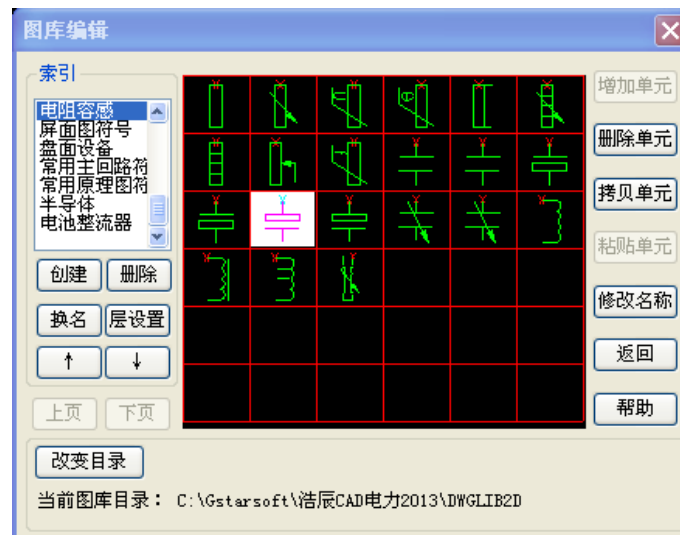 图库编辑
索引
电阻容感
屏面图符号
盘面设备
常用主回路符
常用原理图符
半导体
电池整流器
创建 删除
换名 层设置
↑ ↓
上页 下页
增加单元
删除单元
拷贝单元
粘贴单元
修改名称
返回
帮助
改变目录
当前图库目录： C:\Gstarsoft\浩辰CAD电力2013\DWGLIB2D